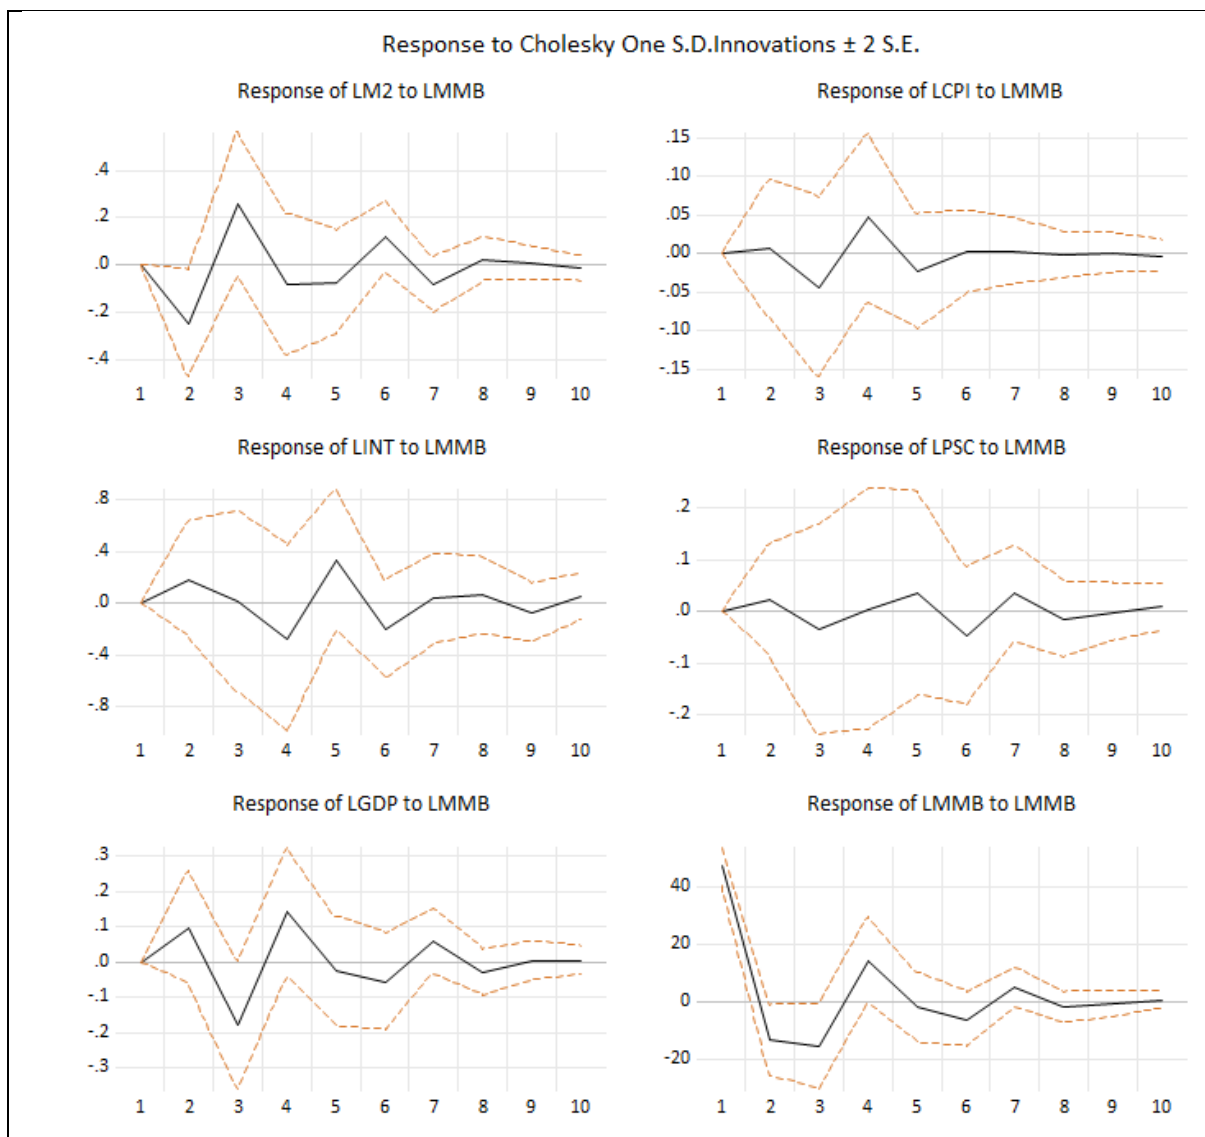 Response to Cholesky One S.D.Innovations ± 2 S.E.
Response of LM2 to LMMB
.4
.2
.0
-.2
-.4
1 2 3 4 5 6 7 8 9 10
Response of LCPI to LMMB
.15
.10
.05
.00
-.05
-.10
-.15
1 2 3 4 5 6 7 8 9 10
Response of LINT to LMMB
.8
.4
.0
-.4
-.8
1 2 3 4 5 6 7 8 9 10
Response of LPSC to LMMB
.2
.1
.0
-.1
-.2
1 2 3 4 5 6 7 8 9 10
Response of LGDP to LMMB
.3
.2
.1
.0
-.1
-.2
-.3
1 2 3 4 5 6 7 8 9 10
Response of LMMB to LMMB
40
20
0
-20
1 2 3 4 5 6 7 8 9 10